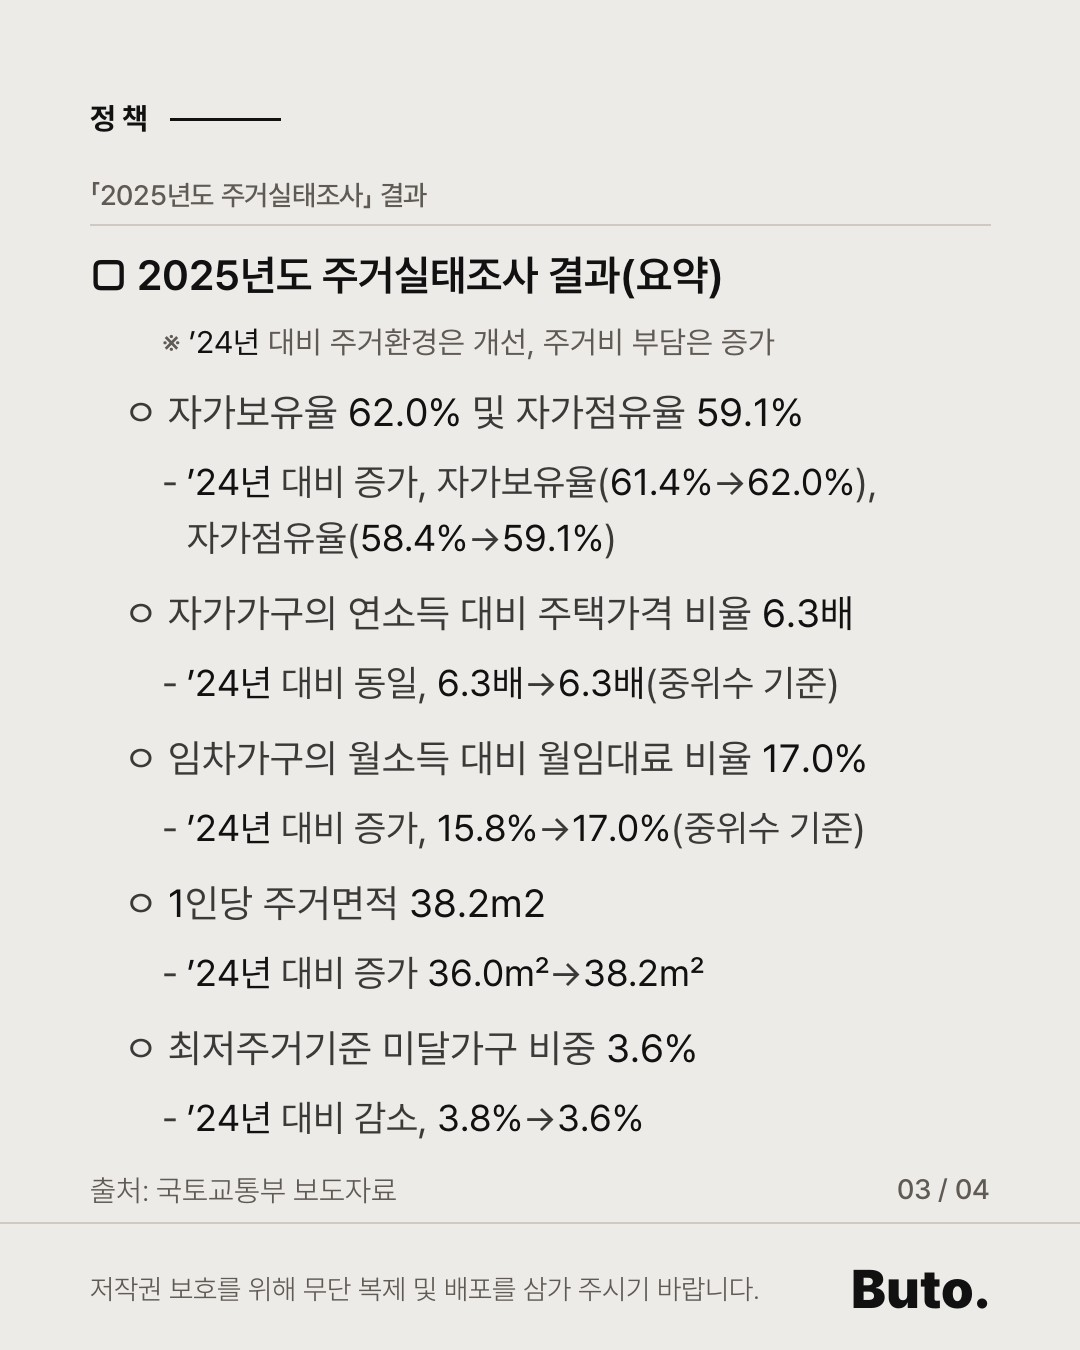 정책
「2025년도 주거실태조사」 결과
□ 2025년도 주거실태조사 결과(요약)
※ ’24년 대비 주거환경은 개선, 주거비 부담은 증가
ㅇ 자가보유율 62.0% 및 자가점유율 59.1%
- ’24년 대비 증가, 자가보유율(61.4%→62.0%),
자가점유율(58.4%→59.1%)
ㅇ 자가가구의 연소득 대비 주택가격 비율 6.3배
- ’24년 대비 동일, 6.3배→6.3배(중위수 기준)
ㅇ 임차가구의 월소득 대비 월임대료 비율 17.0%
- ’24년 대비 증가, 15.8%→17.0%(중위수 기준)
ㅇ 1인당 주거면적 38.2m2
- ’24년 대비 증가 36.0m²→38.2m²
ㅇ 최저주거기준 미달가구 비중 3.6%
- ’24년 대비 감소, 3.8%→3.6%
출처: 국토교통부 보도자료
03 / 04
저작권 보호를 위해 무단 복제 및 배포를 삼가 주시기 바랍니다.
Buto.